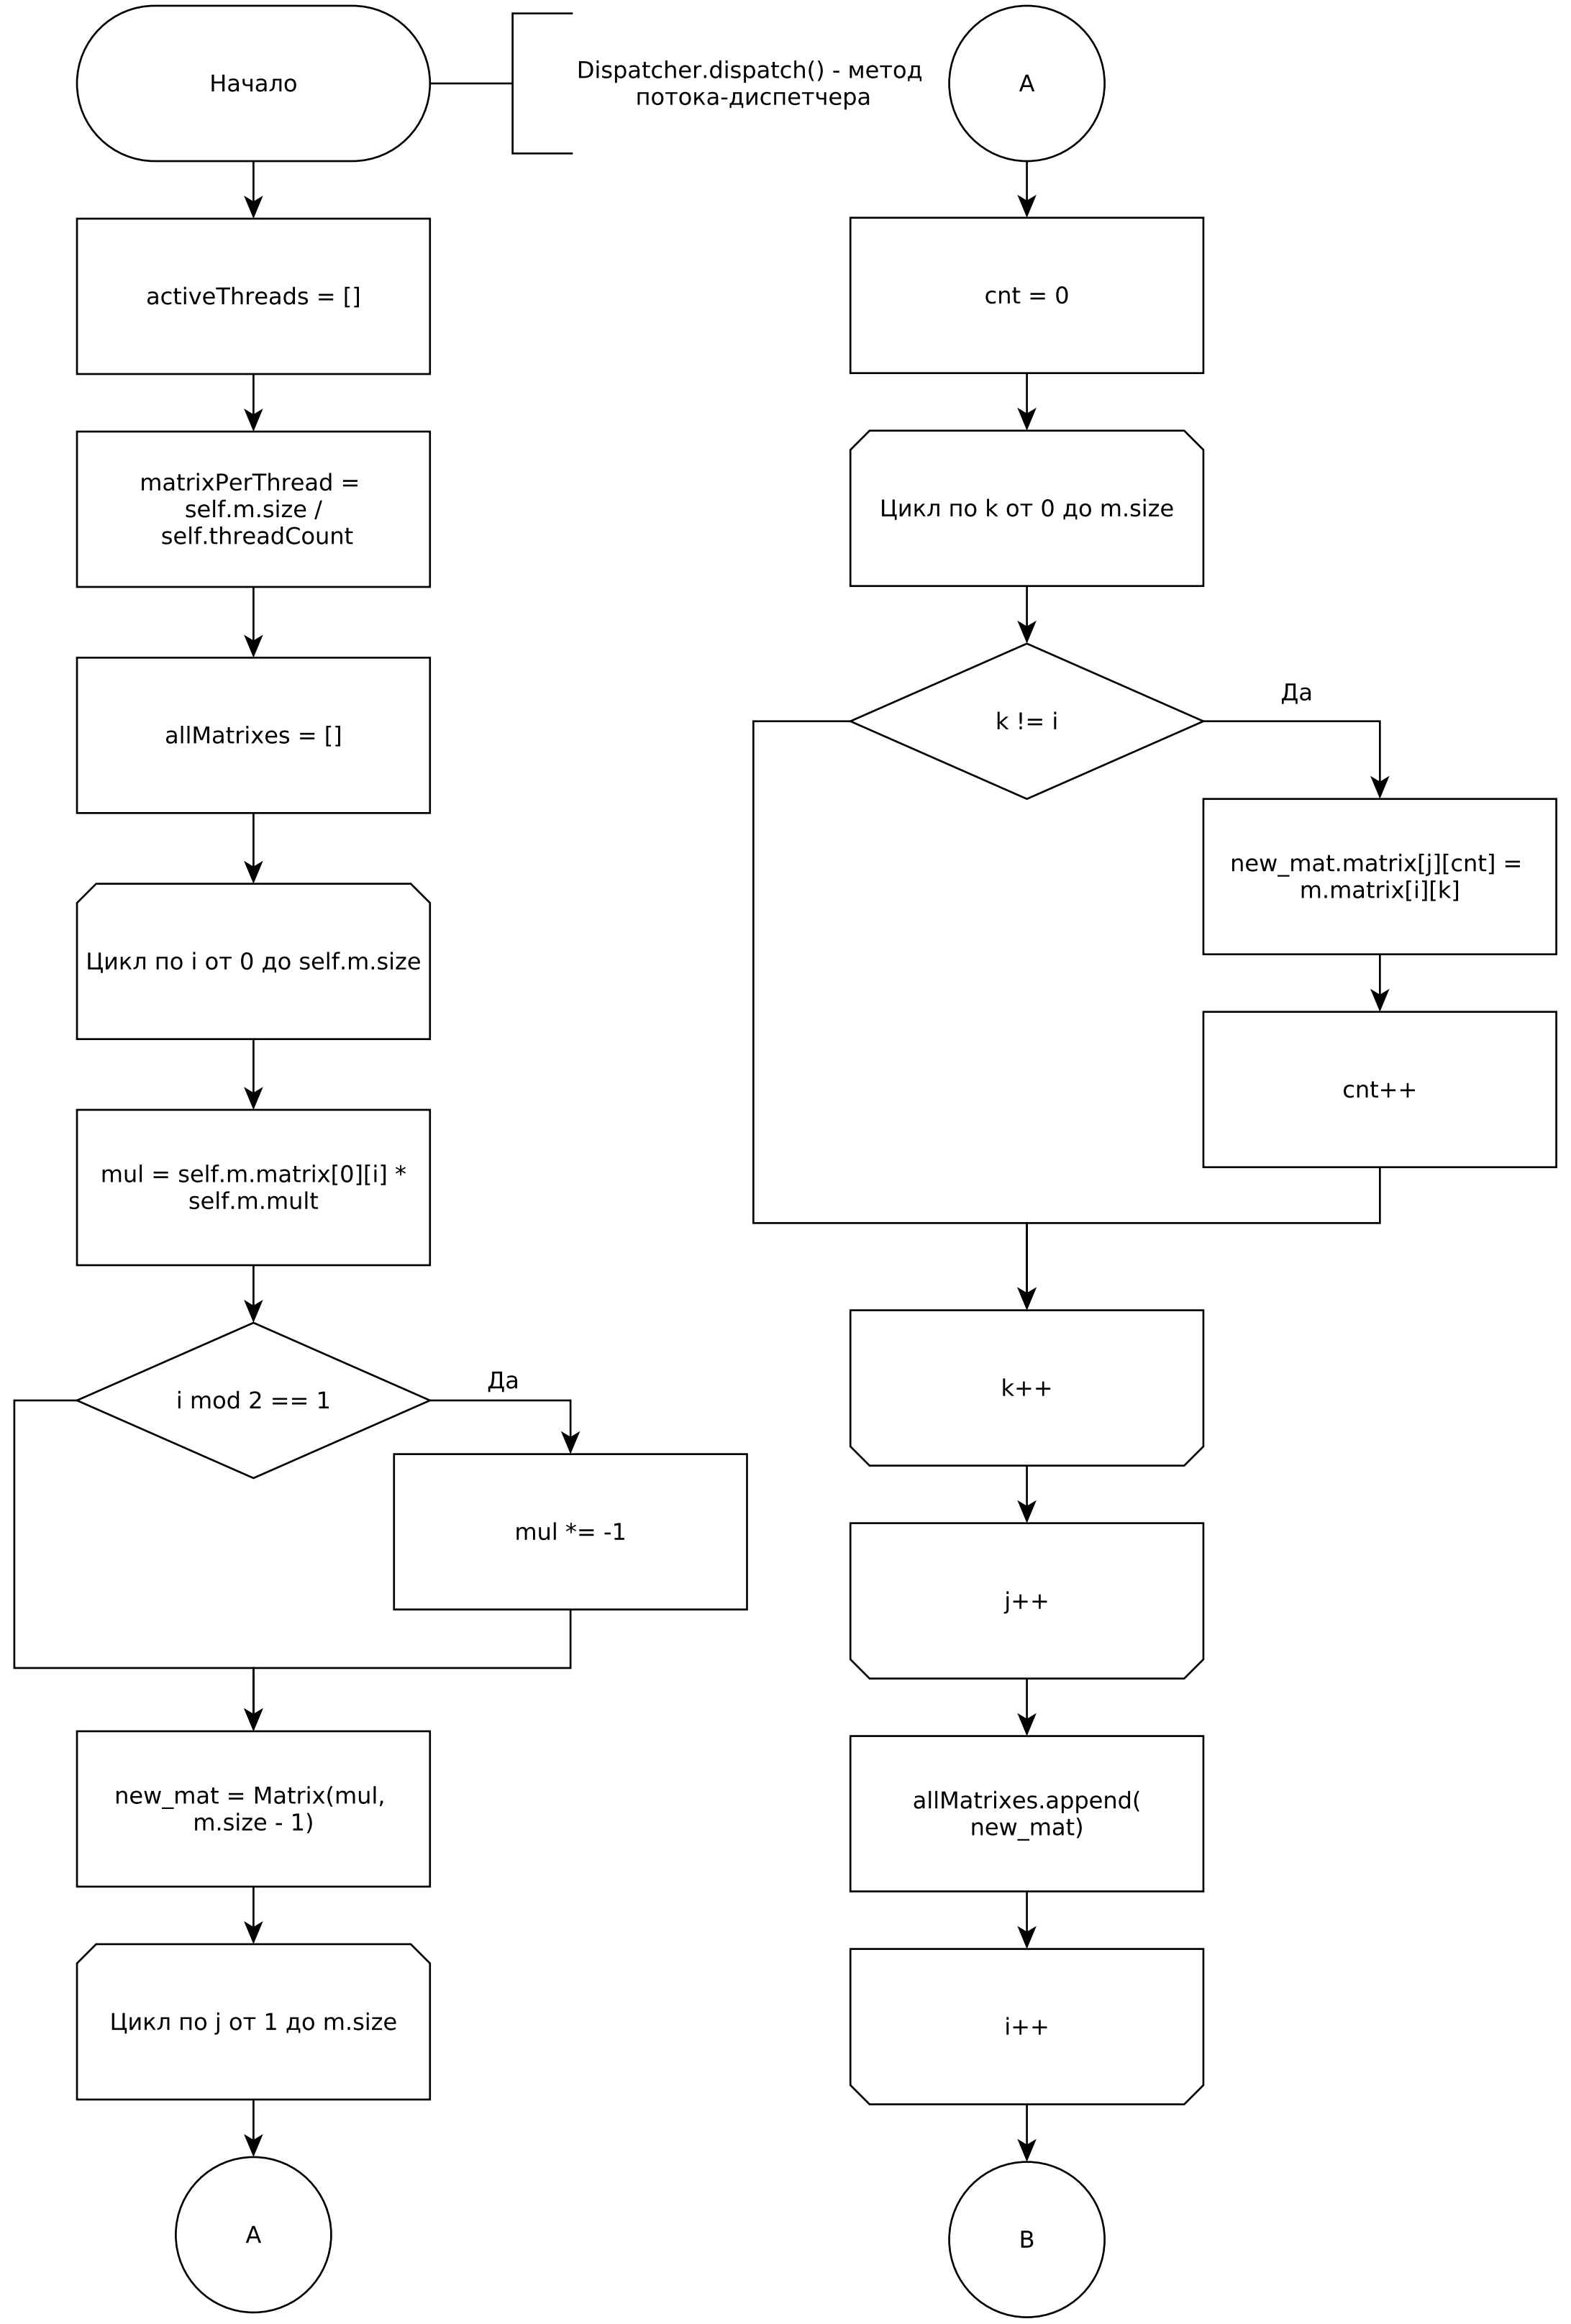 Начало
Dispatcher.dispatch() - метод
потока-диспетчера
activeThreads = []
matrixPerThread =
self.m.size /
self.threadCount
allMatrixes = []
Цикл по i от 0 до self.m.size
mul = self.m.matrix[0][i] *
self.m.mult
i mod 2 == 1
Да
mul *= -1
new_mat = Matrix(mul,
m.size - 1)
Цикл по j от 1 до m.size
A
A
cnt = 0
Цикл по k от 0 до m.size
k != i
Да
new_mat.matrix[j][cnt] =
m.matrix[i][k]
cnt++
k++
j++
allMatrixes.append(
new_mat)
i++
B